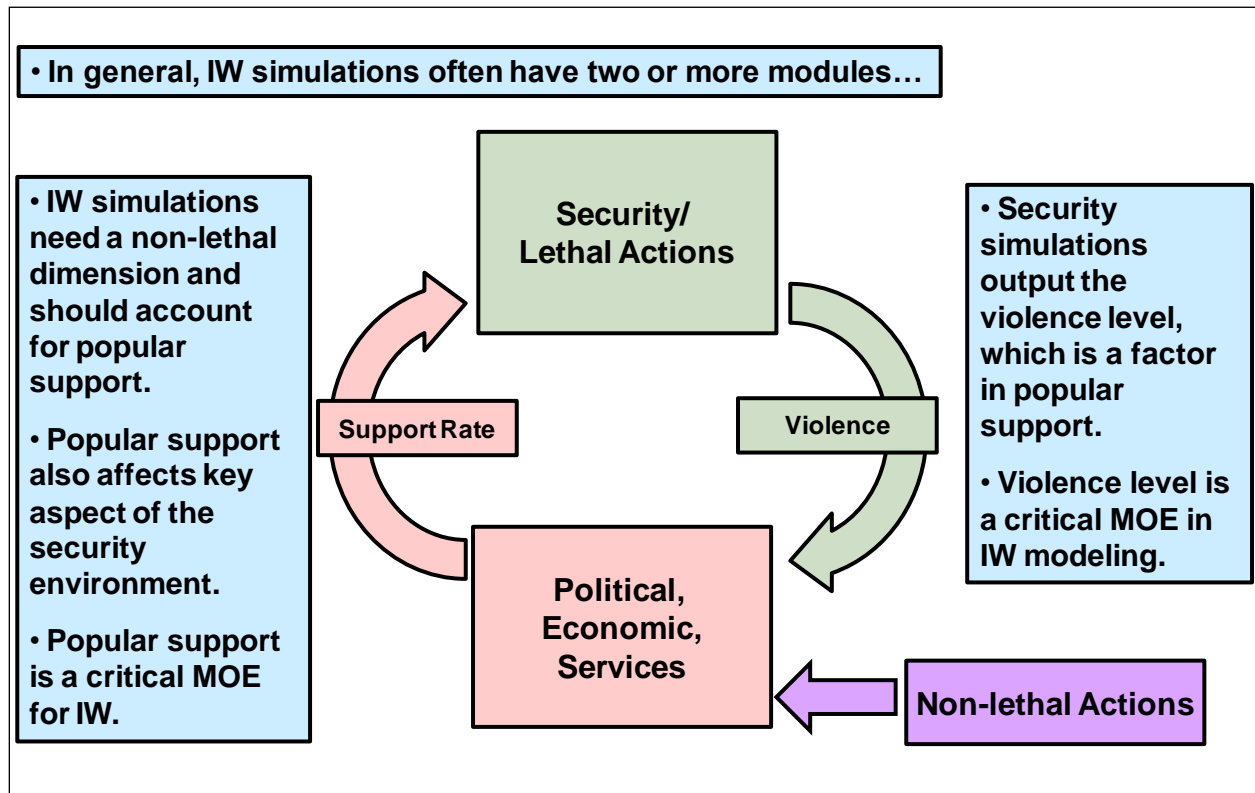 • In general, IW simulations often have two or more modules…
• IW simulations
need a non-lethal
dimension and
should account
for popular
support.
• Popular support
also affects key
aspect of the
security
environment.
• Popular support
is a critical MOE
for IW.
Security/
Lethal Actions
Support Rate
Violence
Political,
Economic,
Services
Non-lethal Actions
• Security
simulations
output the
violence level,
which is a factor
in popular
support.
• Violence level is
a critical MOE in
IW modeling.